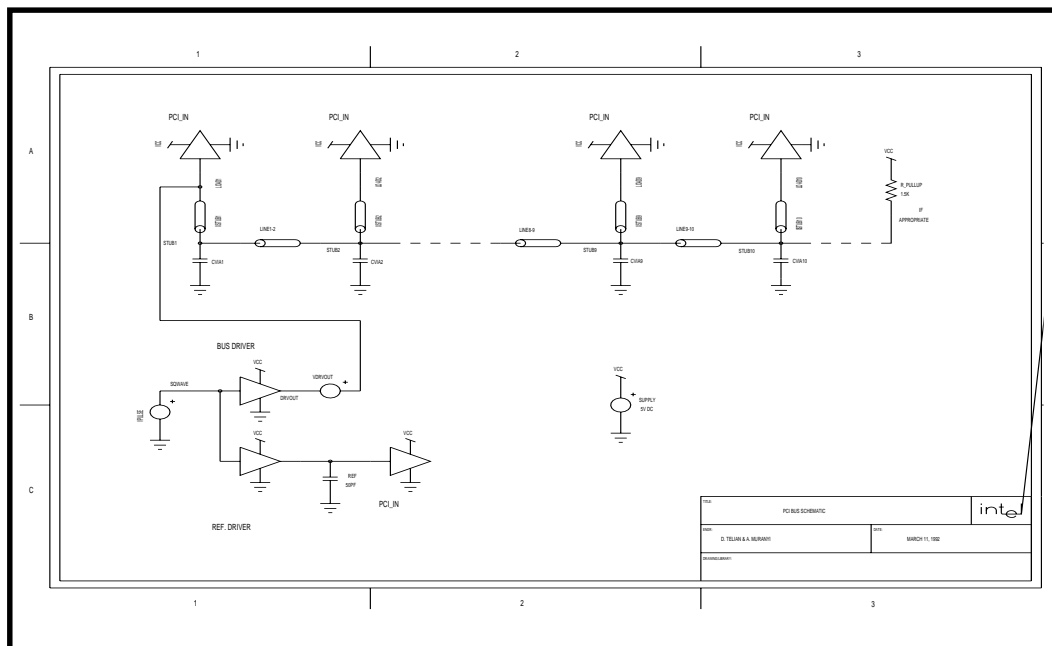 1 2 3
PCI_IN PCI_IN PCI_IN PCI_IN
A
VCC
R_PULLUP
1.5K
IF
APPROPRIATE
LINE1-2 LINE8-9 LINE9-10
STUB1 STUB2 STUB9 STUB10
CVIA1 CVIA2 CVIA9 CVIA10
B
BUS DRIVER
VCC VDRVOUT + VCC
SQWAVE
+ DRVOUT + SUPPLY
5V DC
VCC VCC
REF
50PF
C
PCI_IN
REF. DRIVER
TITLE:
PCI BUS SCHEMATIC
intel
D. TELIAN & A. MURANYI
DATE:
MARCH 11, 1992
1 2 3